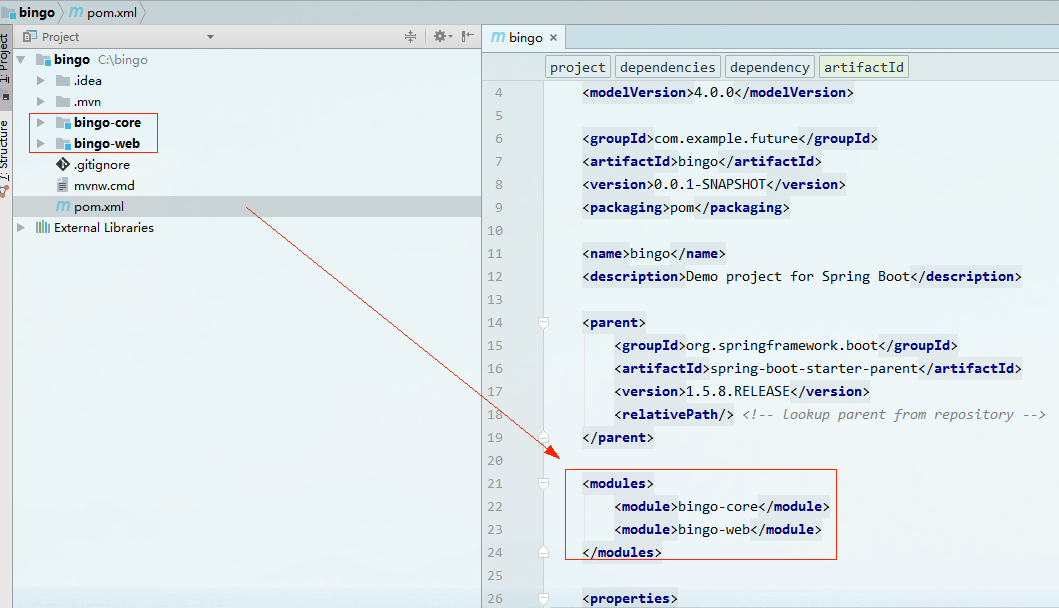 bingo pom.xml
Project
bingo
1: Project
7: Structure
bingo C:\bingo
.idea
.mvn
bingo-core
bingo-web
.gitignore
mvnw.cmd
pom.xml
External Libraries
project dependencies dependency artifactId
4 <modelVersion>4.0.0</modelVersion>
5
6 <groupId>com.example.future</groupId>
7 <artifactId>bingo</artifactId>
8 <version>0.0.1-SNAPSHOT</version>
9 <packaging>pom</packaging>
10
11 <name>bingo</name>
12 <description>Demo project for Spring Boot</description>
13
14 <parent>
15 <groupId>org.springframework.boot</groupId>
16 <artifactId>spring-boot-starter-parent</artifactId>
17 <version>1.5.8.RELEASE</version>
18 <relativePath/> <!-- lookup parent from repository -->
19 </parent>
20
21 <modules>
22 <module>bingo-core</module>
23 <module>bingo-web</module>
24 </modules>
25
26 <properties>